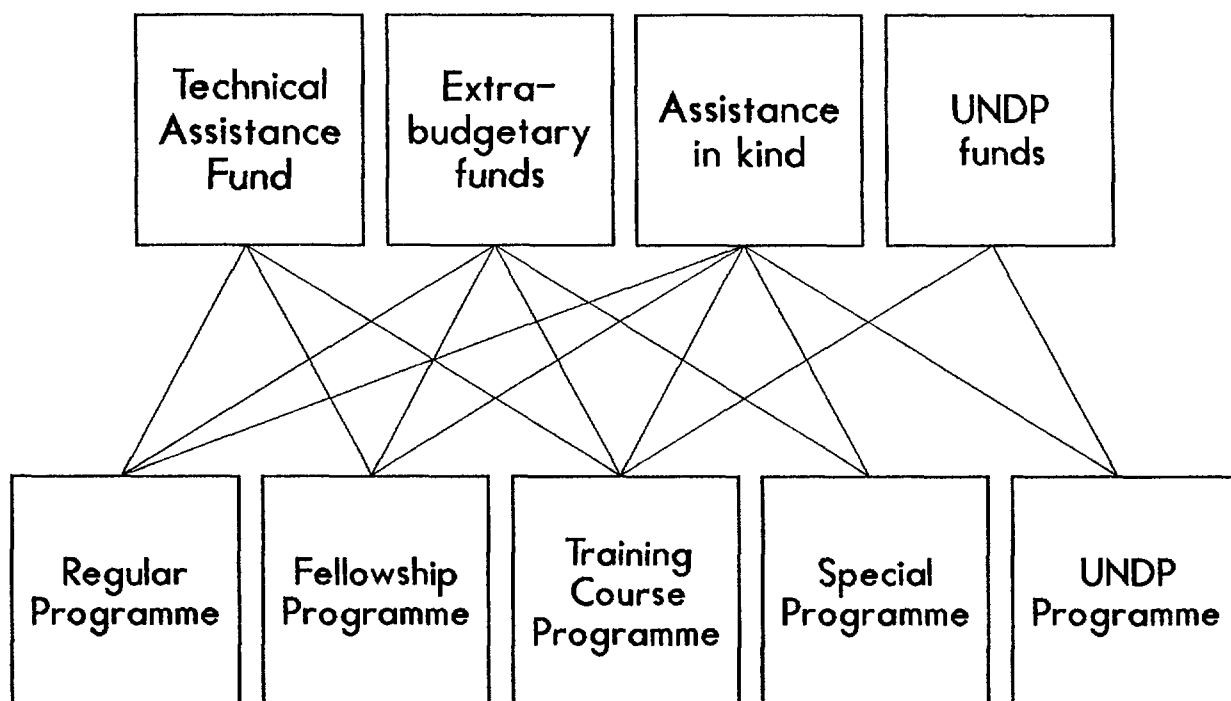 Technical
Assistance
Fund
Extra-
budgetary
funds
Assistance
in kind
UNDP
funds
Regular
Programme
Fellowship
Programme
Training
Course
Programme
Special
Programme
UNDP
Programme